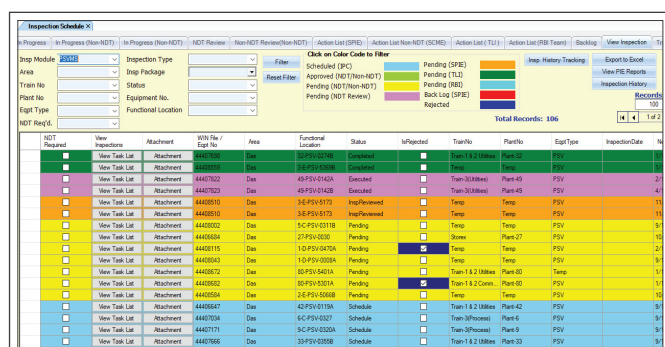 Inspection Schedule X
n Progress In Progress (Non-NDT) In Progress (Non-NDT) NDT Review Non-NDT Review(Non-NDT) Action List (SPIE) Action List Non-NDT (SCME) Action List ( TLI ) Action List (RBI Team) Backlog View Inspection Tr
Insp Module PSVMS Inspection Type Filter
Area Insp Package Reset Filter
Train No Status
Plant No Equipment No.
Eqpt Type Functional Location
NDT Req'd.
Click on Color Code to Filter
Scheduled (IPC) Pending (SPIE)
Approved (NDT/Non-NDT) Pending (TLI)
Pending (NDT/Non-NDT) Pending (RBI)
Pending (NDT Review) Back Log (SPIE)
Rejected
Insp. History Tracking Export to Excel
View PIE Reports
Inspection History
Records
100
Total Records: 106 1 of 2
NDT Required View Inspections Attachment WIN File / Eqpt No Area Functional Location Status IsRejected TrainNo PlantNo EqptType InspectionDate
View Task List Attachment 44407690 Das 32-PSV-0274B Completed Train-1 & 2 Utilities Plant-32 PSV
View Task List Attachment Das Completed Temp Temp PSV
View Task List Attachment 44407822 Das 49-PSV-0142A Executed Train-3(Utilities) Plant-49 PSV 2/
View Task List Attachment 44407823 Das 49-PSV-0142B Executed Train-3(Utilities) Plant-49 PSV 4/
View Task List Attachment 44408510 Das 3-E-PSV-5173 InspReviewed Temp Temp PSV 11
View Task List Attachment 44408510 Das 3-E-PSV-5173 InspReviewed Temp Temp PSV 11
View Task List Attachment 44408002 Das 5-C-PSV-0311B Pending Temp Temp PSV 9/
View Task List Attachment 44406684 Das 27-PSV-0030 Pending Storex Plant-27 PSV 10
View Task List Attachment 44408115 Das 1-D-PSV-0470A Pending Temp Temp PSV 2/
View Task List Attachment 44408043 Das 1-D-PSV-0008A Pending Temp Temp PSV 9/
View Task List Attachment 44408672 Das 80-PSV-5401A Pending Train-1 & 2 Utilities Plant-80 Temp 1/
View Task List Attachment 44408682 Das 80-PSV-5301A Pending Train-1 & 2 Comm... Plant-80 PSV 1/
View Task List Attachment 44408584 Das 2-E-PSV-5066B Pending Temp Temp PSV 10
View Task List Attachment 44406647 Das 42-PSV-0119A Schedule Train-1 & 2 Utilities Plant-42 PSV 9/
View Task List Attachment 44407034 Das 6-C-PSV-0327 Schedule Train-3(Process) Plant-6 PSV 9/
View Task List Attachment 44407171 Das 9-C-PSV-0320A Schedule Train-3(Process) Plant-9 PSV 9/
View Task List Attachment 44407666 Das 33-PSV-0355B Schedule Train-1 & 2 Utilities Plant-33 PSV 9/